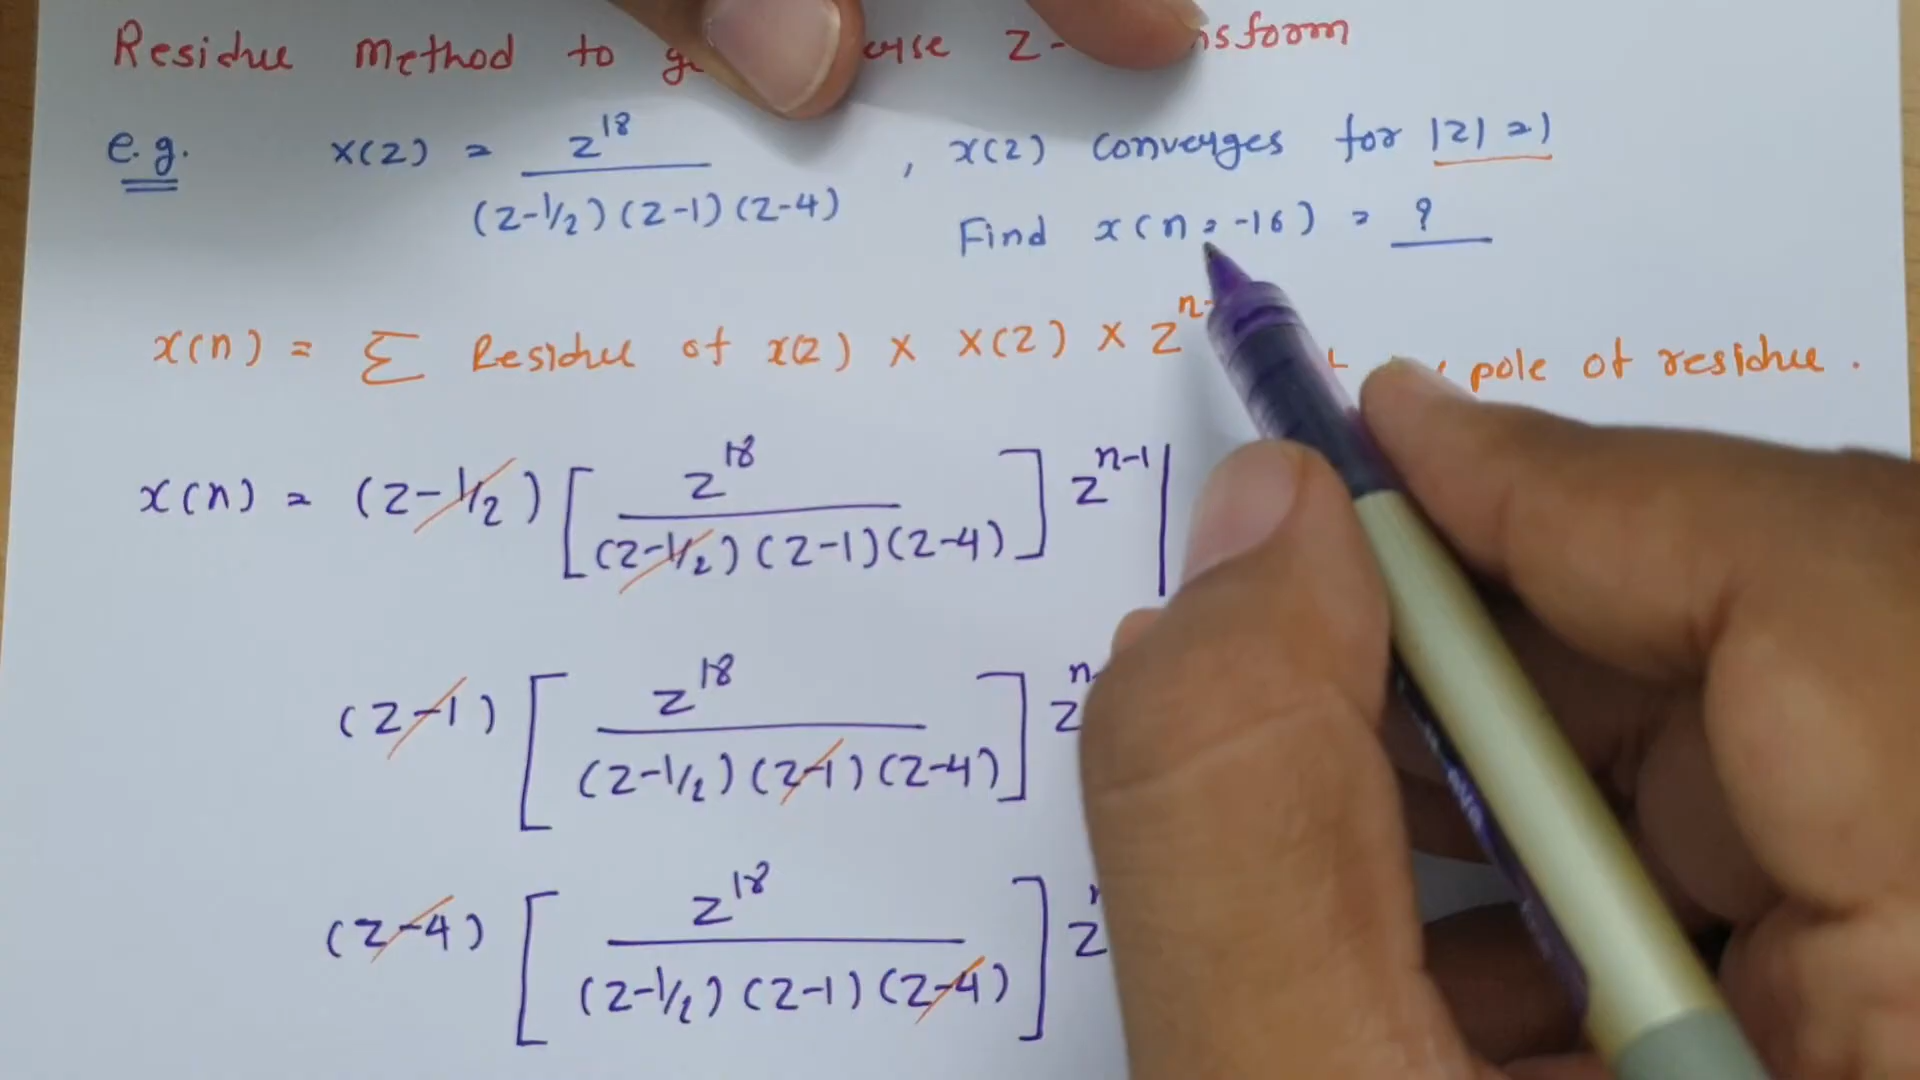 Residue Method to Z- sform
e.g. X(Z) = Z^18 / (Z-1/2)(Z-1)(Z-4) , X(Z) converges for |Z|=1
Find x(n=-16) = ?
x(n) = Σ Residue of X(Z) × X(Z) × Z^n- pole of residue.
x(n) = (Z-1/2) [ Z^18 / (Z-1/2)(Z-1)(Z-4) ] Z^n-1 |
(Z-1) [ Z^18 / (Z-1/2)(Z-1)(Z-4) ] Z^n-
(Z-4) [ Z^18 / (Z-1/2)(Z-1)(Z-4) ] Z